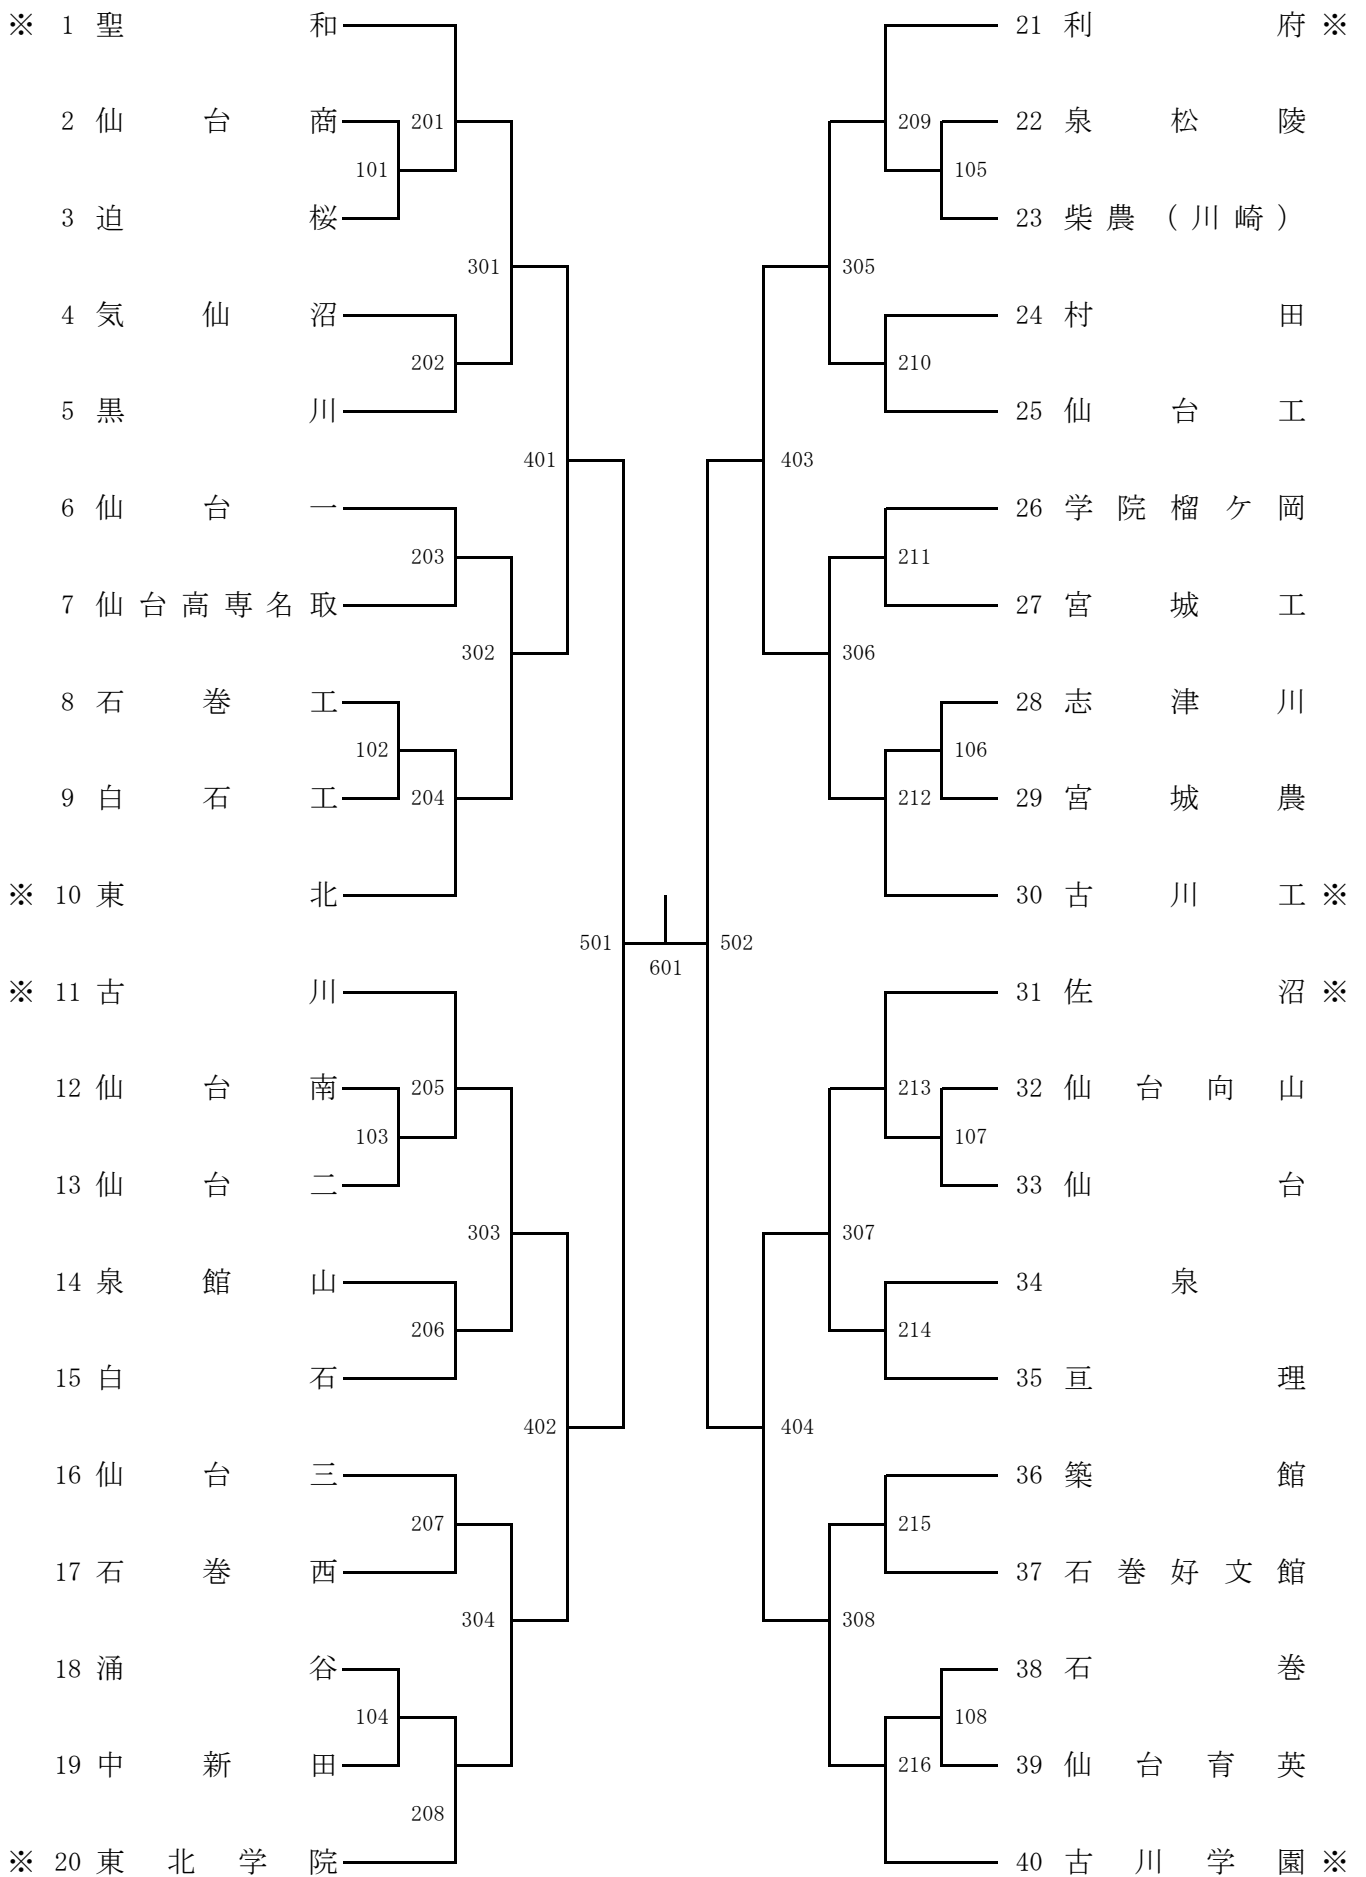 ※ 1 聖和
2 仙台商
3 迫桜
4 気仙沼
5 黒川
6 仙台一
7 仙台高専名取
8 石巻工
9 白石工
※ 10 東北
※ 11 古川
12 仙台南
13 仙台二
14 泉館山
15 白石
16 仙台三
17 石巻西
18 涌谷
19 中新田
※ 20 東北学院
101
102
103
104
201
202
203
204
205
206
207
208
301
302
303
304
401
402
501
601
502
403
404
305
306
307
308
209
210
211
212
213
214
215
216
105
106
107
108
21 利府 ※
22 泉松陵
23 柴農(川崎)
24 村田
25 仙台工
26 学院榴ケ岡
27 宮城工
28 志津川
29 宮城農
30 古川工 ※
31 佐沼 ※
32 仙台向山
33 仙台
34 泉
35 亘理
36 築館
37 石巻好文館
38 石巻
39 仙台育英
40 古川学園 ※